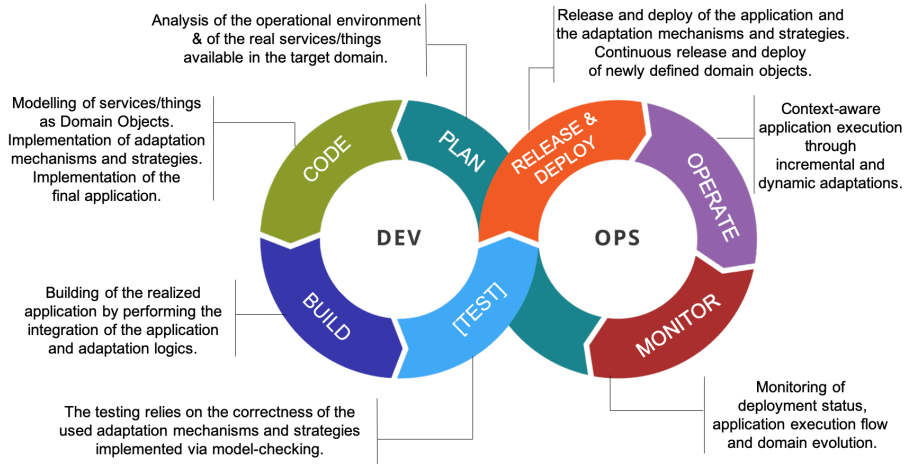 Analysis of the operational environment
& of the real services/things
available in the target domain.
Release and deploy of the application and
the adaptation mechanisms and strategies.
Continuous release and deploy
of newly defined domain objects.
Modelling of services/things
as Domain Objects.
Implementation of adaptation
mechanisms and strategies.
Implementation of the
final application.
CODE
PLAN
RELEASE &
DEPLOY
OPERATE
Context-aware
application execution
through
incremental and
dynamic adaptations.
DEV
OPS
Building of the realized
application by performing the
integration of the application
and adaptation logics.
BUILD
[TEST]
MONITOR
The testing relies on the correctness of the
used adaptation mechanisms and strategies
implemented via model-checking.
Monitoring of
deployment status,
application execution flow
and domain evolution.